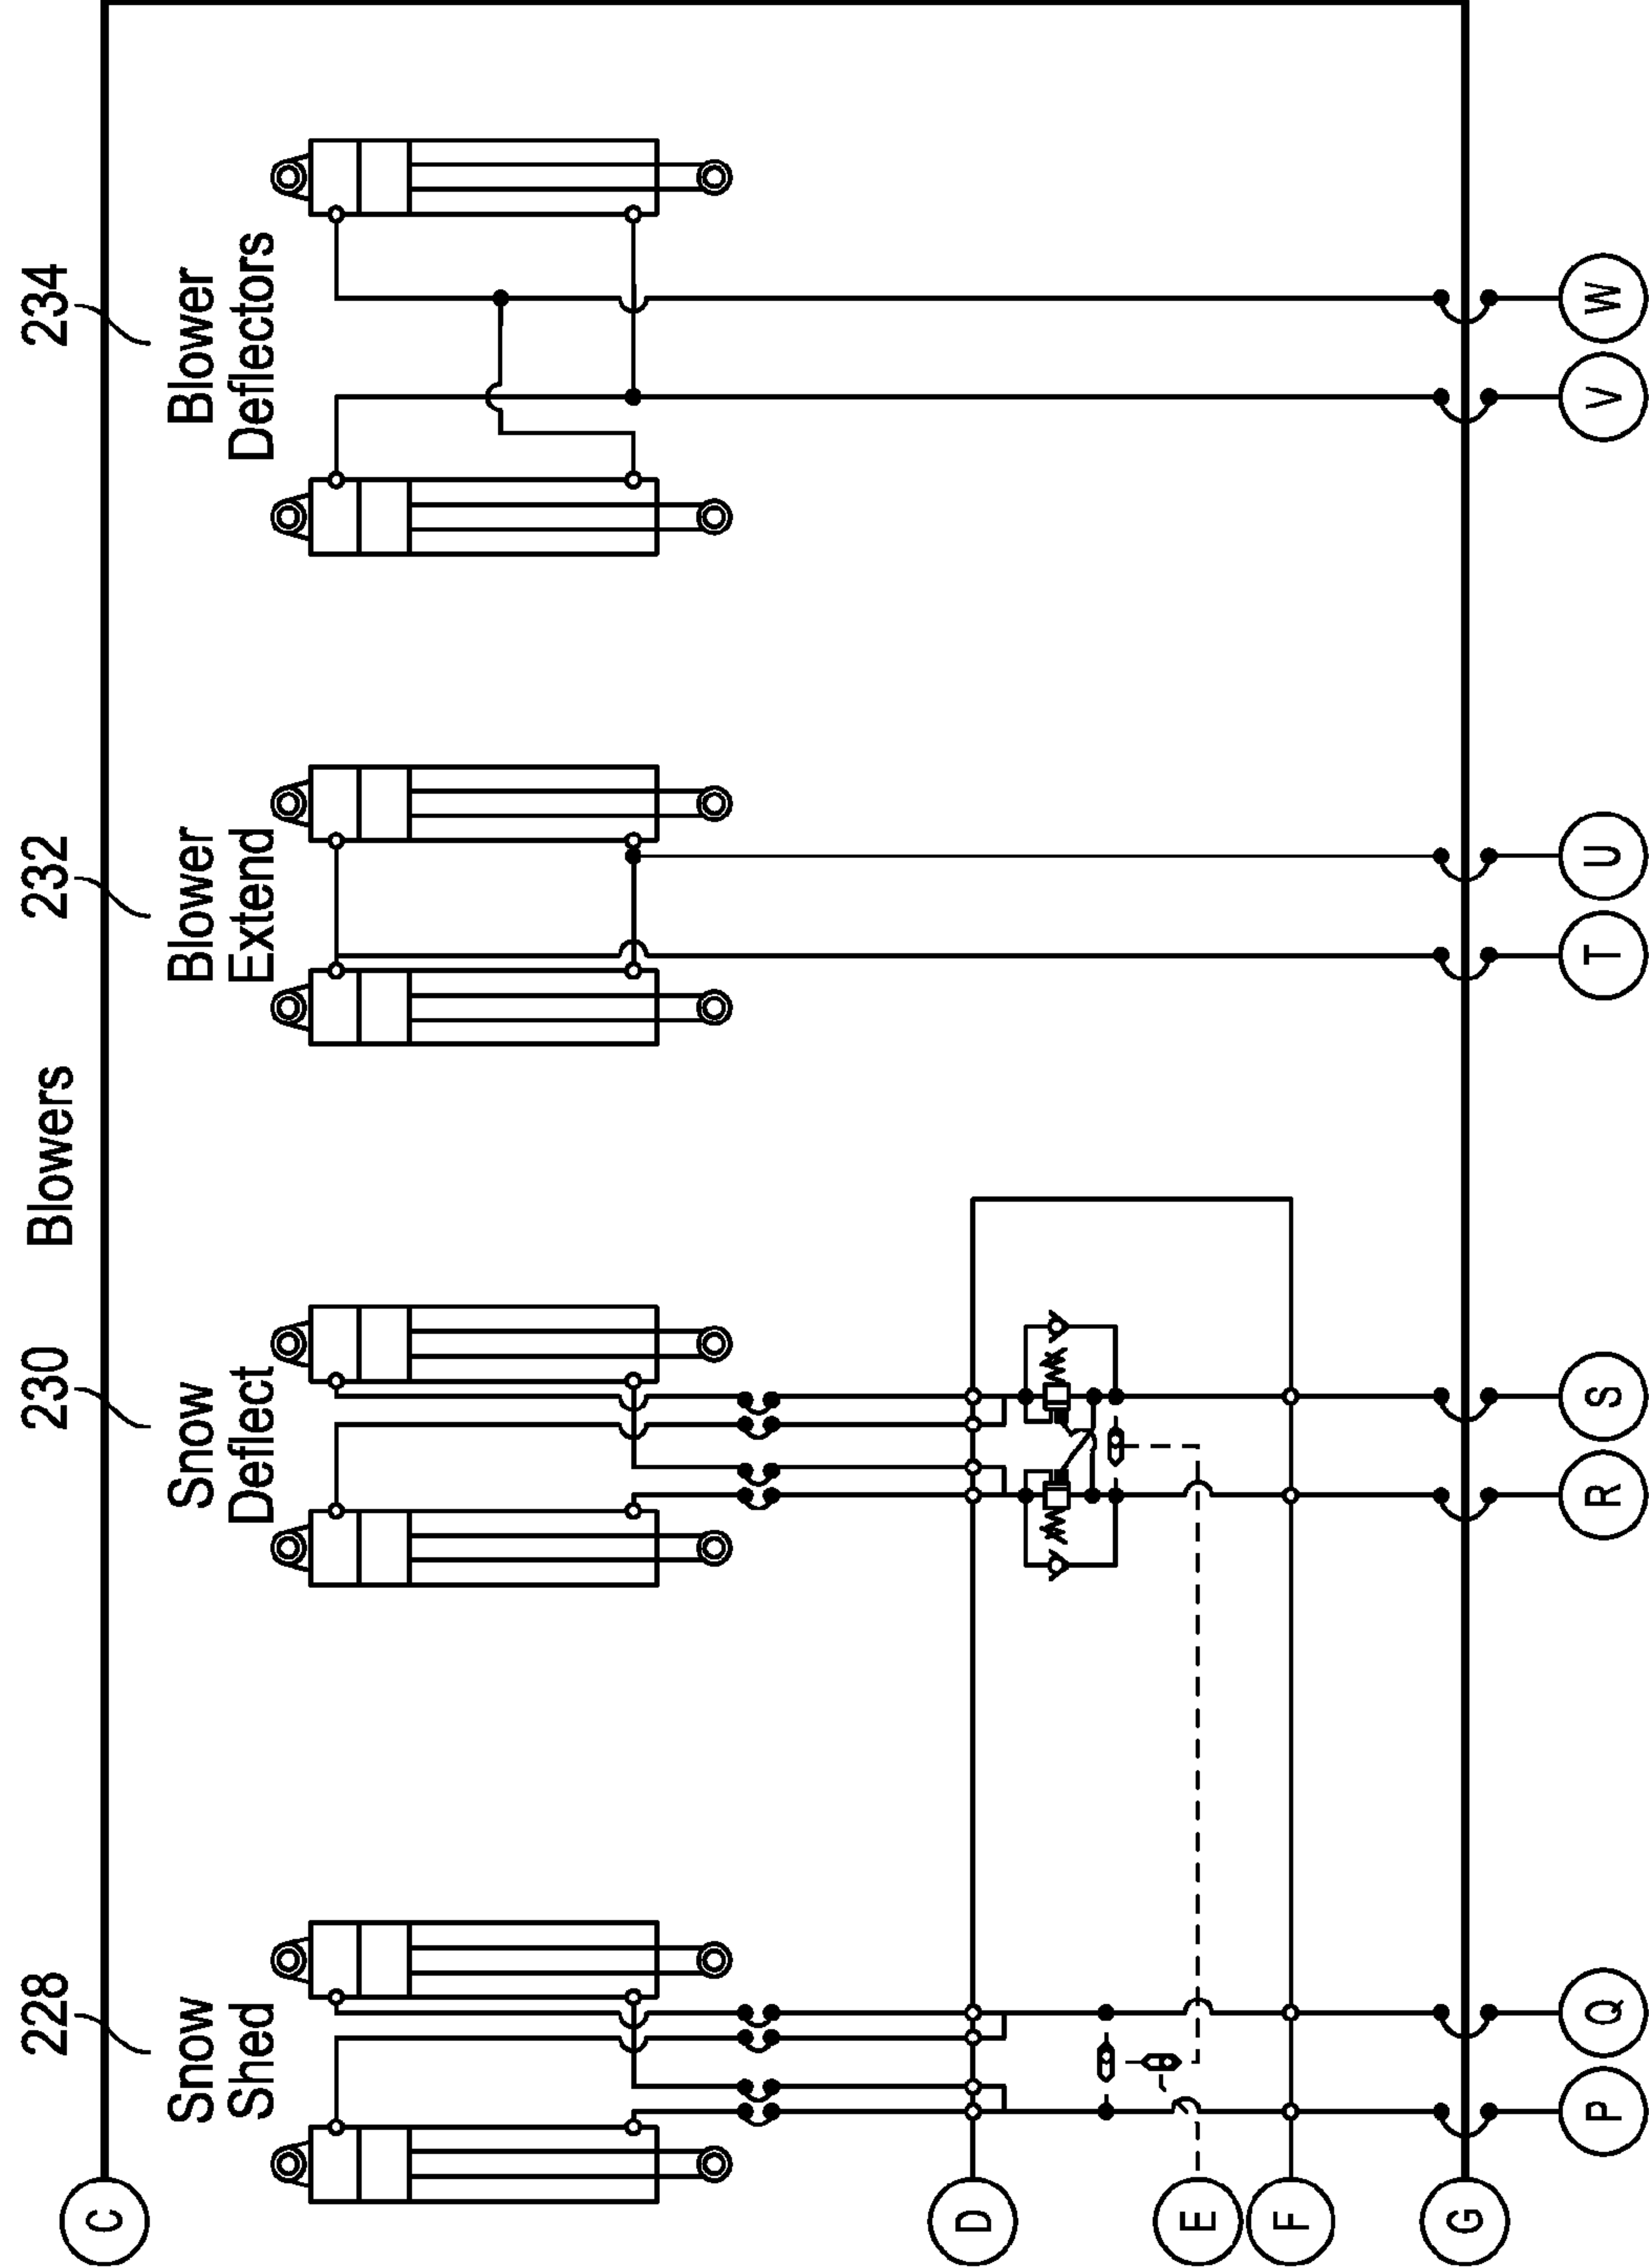 Blowers
228
230
232
234
Snow
Shed
Snow
Deflect
Blower
Extend
Blower
Deflectors
C
D
E
F
G
P
Q
R
S
T
U
V
W